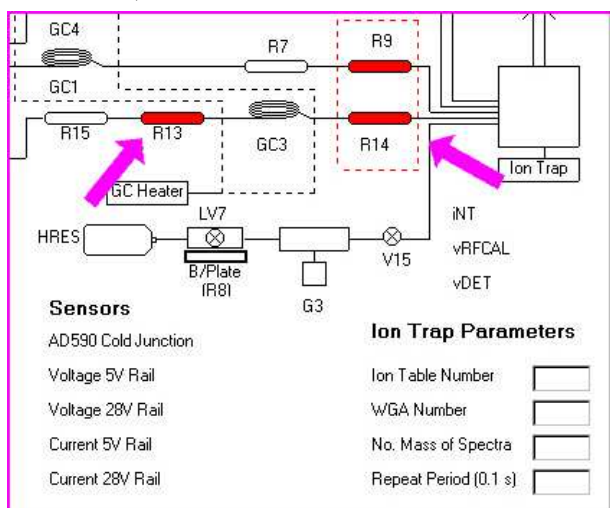 GC4
R7
R9
GC1
R15
R13
GC3
R14
GC Heater
Ion Trap
LV7
iNT
HRES
vRFCAL
V15
B/Plate
(R8)
vDET
G3
Sensors
Ion Trap Parameters
AD590 Cold Junction
Voltage 5V Rail
Ion Table Number
Voltage 28V Rail
WGA Number
Current 5V Rail
No. Mass of Spectra
Current 28V Rail
Repeat Period (0.1 s)